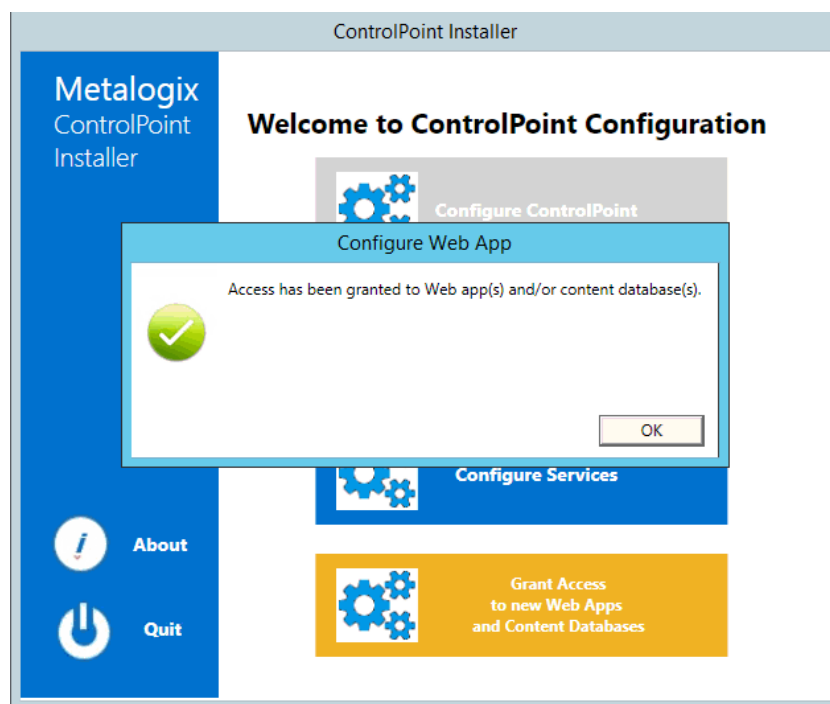 ControlPoint Installer
Metalogix
ControlPoint
Installer
Welcome to ControlPoint Configuration
Configure ControlPoint
Configure Web App
Access has been granted to Web app(s) and/or content database(s).
OK
Configure Services
About
Quit
Grant Access
to new Web Apps
and Content Databases